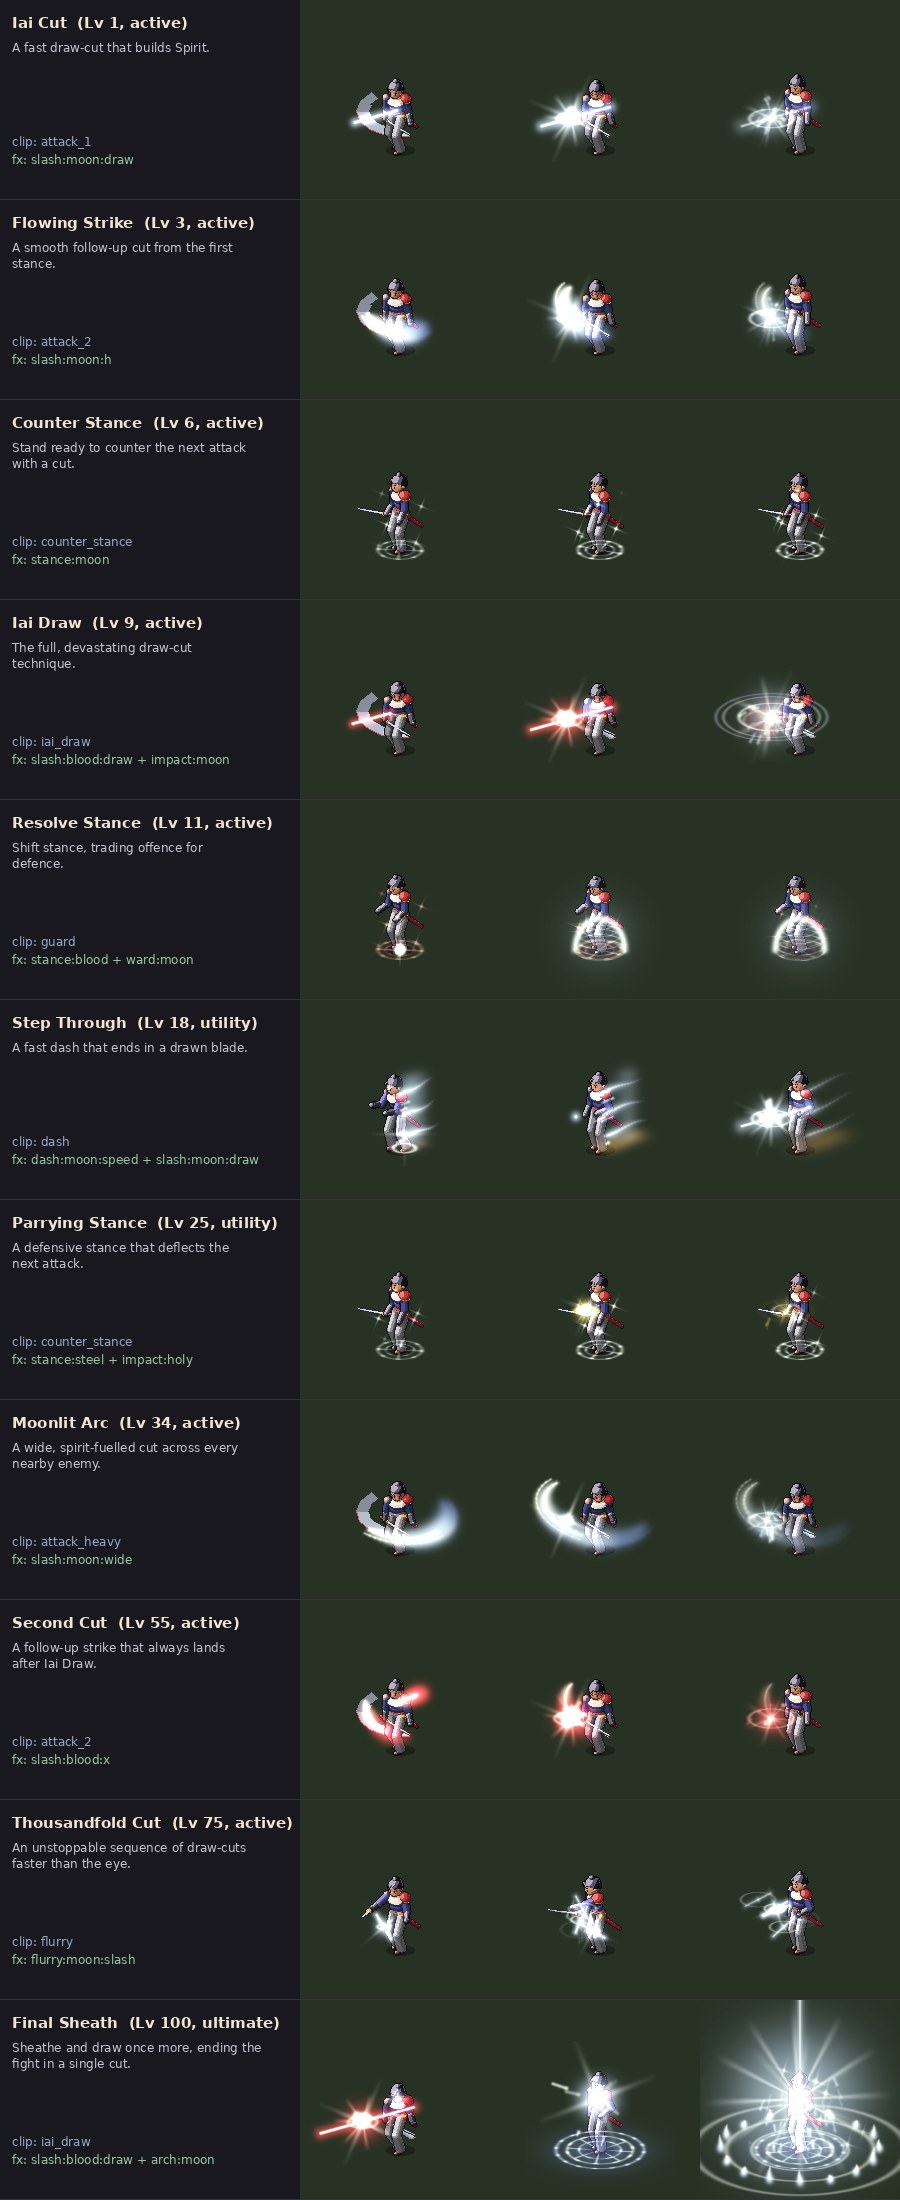 Iai Cut (Lv 1, active)
A fast draw-cut that builds Spirit.
clip: attack_1
fx: slash:moon:draw
Flowing Strike (Lv 3, active)
A smooth follow-up cut from the first
stance.
clip: attack_2
fx: slash:moon:h
Counter Stance (Lv 6, active)
Stand ready to counter the next attack
with a cut.
clip: counter_stance
fx: stance:moon
Iai Draw (Lv 9, active)
The full, devastating draw-cut
technique.
clip: iai_draw
fx: slash:blood:draw + impact:moon
Resolve Stance (Lv 11, active)
Shift stance, trading offence for
defence.
clip: guard
fx: stance:blood + ward:moon
Step Through (Lv 18, utility)
A fast dash that ends in a drawn blade.
clip: dash
fx: dash:moon:speed + slash:moon:draw
Parrying Stance (Lv 25, utility)
A defensive stance that deflects the
next attack.
clip: counter_stance
fx: stance:steel + impact:holy
Moonlit Arc (Lv 34, active)
A wide, spirit-fuelled cut across every
nearby enemy.
clip: attack_heavy
fx: slash:moon:wide
Second Cut (Lv 55, active)
A follow-up strike that always lands
after Iai Draw.
clip: attack_2
fx: slash:blood:x
Thousandfold Cut (Lv 75, active)
An unstoppable sequence of draw-cuts
faster than the eye.
clip: flurry
fx: flurry:moon:slash
Final Sheath (Lv 100, ultimate)
Sheathe and draw once more, ending the
fight in a single cut.
clip: iai_draw
fx: slash:blood:draw + arch:moon